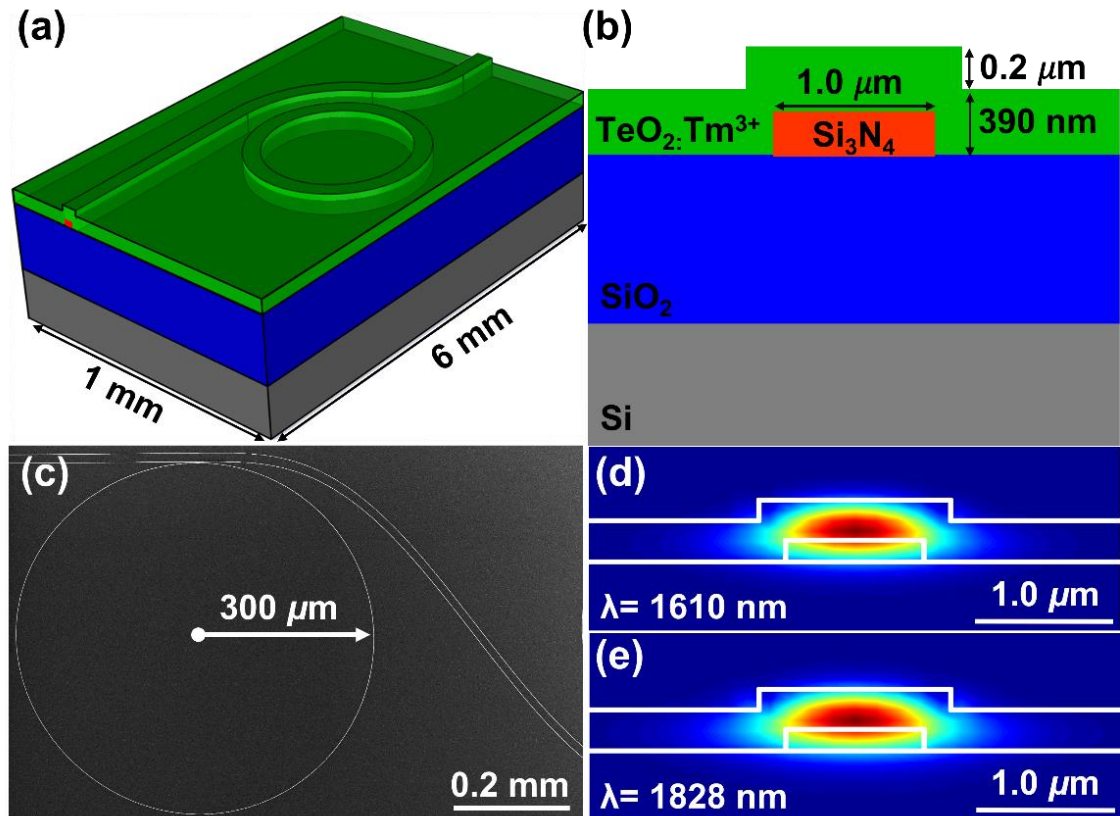 (a)
1 mm
6 mm
(b)
1.0 μm
0.2 μm
TeO₂:Tm³⁺
Si₃N₄
390 nm
SiO₂
Si
(c)
300 μm
0.2 mm
(d)
λ= 1610 nm
1.0 μm
(e)
λ= 1828 nm
1.0 μm